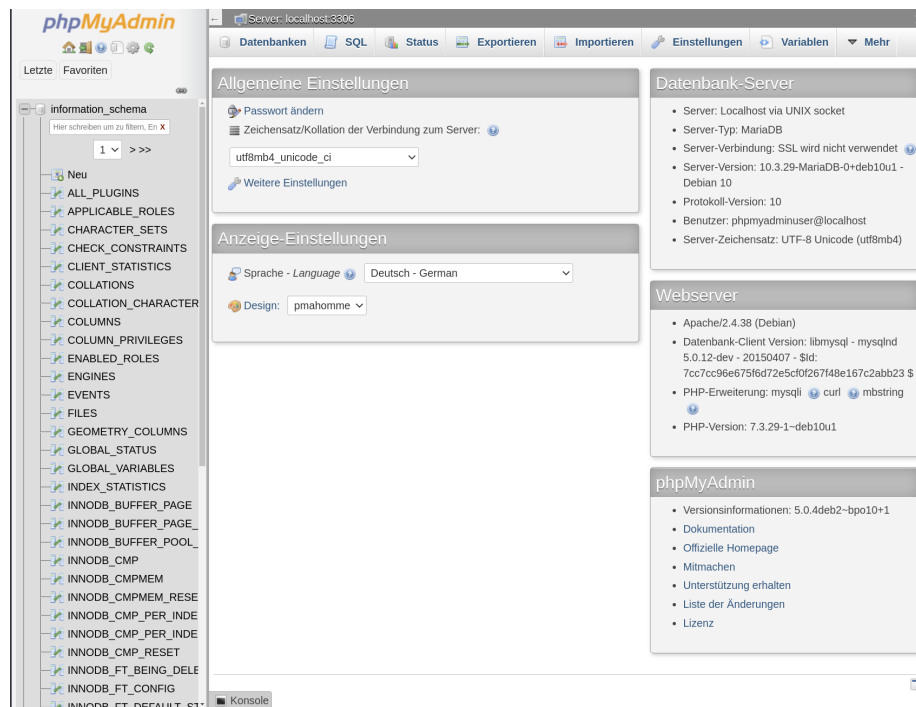 phpMyAdmin
Letzte Favoriten
information_schema
Hier schreiben um zu filtern, En X
1 > >>
Neu
ALL_PLUGINS
APPLICABLE_ROLES
CHARACTER_SETS
CHECK_CONSTRAINTS
CLIENT_STATISTICS
COLLATIONS
COLLATION_CHARACTER
COLUMNS
COLUMN_PRIVILEGES
ENABLED_ROLES
ENGINES
EVENTS
FILES
GEOMETRY_COLUMNS
GLOBAL_STATUS
GLOBAL_VARIABLES
INDEX_STATISTICS
INNODB_BUFFER_PAGE
INNODB_BUFFER_PAGE_
INNODB_BUFFER_POOL_
INNODB_CMP
INNODB_CMPMEM
INNODB_CMPMEM_RESE
INNODB_CMP_PER_INDE
INNODB_CMP_PER_INDE
INNODB_CMP_RESET
INNODB_FT_BEING_DELE
INNODB_FT_CONFIG
INNODB_FT_DEFAULT_ST
Server: localhost:3306
Datenbanken SQL Status Exportieren Importieren Einstellungen Variablen Mehr
Allgemeine Einstellungen
Passwort ändern
Zeichensatz/Kollation der Verbindung zum Server:
utf8mb4_unicode_ci
Weitere Einstellungen
Anzeige-Einstellungen
Sprache - Language Deutsch - German
Design: pmahomme
Datenbank-Server
• Server: Localhost via UNIX socket
• Server-Typ: MariaDB
• Server-Verbindung: SSL wird nicht verwendet
• Server-Version: 10.3.29-MariaDB-0+deb10u1 -
Debian 10
• Protokoll-Version: 10
• Benutzer: phpmyadminuser@localhost
• Server-Zeichensatz: UTF-8 Unicode (utf8mb4)
Webserver
• Apache/2.4.38 (Debian)
• Datenbank-Client Version: libmysql - mysqlnd
5.0.12-dev - 20150407 - $Id:
7cc7cc96e675f6d72e5cf0f267f48e167c2abb23 $
• PHP-Erweiterung: mysqli curl mbstring
• PHP-Version: 7.3.29-1~deb10u1
phpMyAdmin
• Versionsinformationen: 5.0.4deb2~bpo10+1
• Dokumentation
• Offizielle Homepage
• Mitmachen
• Unterstützung erhalten
• Liste der Änderungen
• Lizenz
Konsole